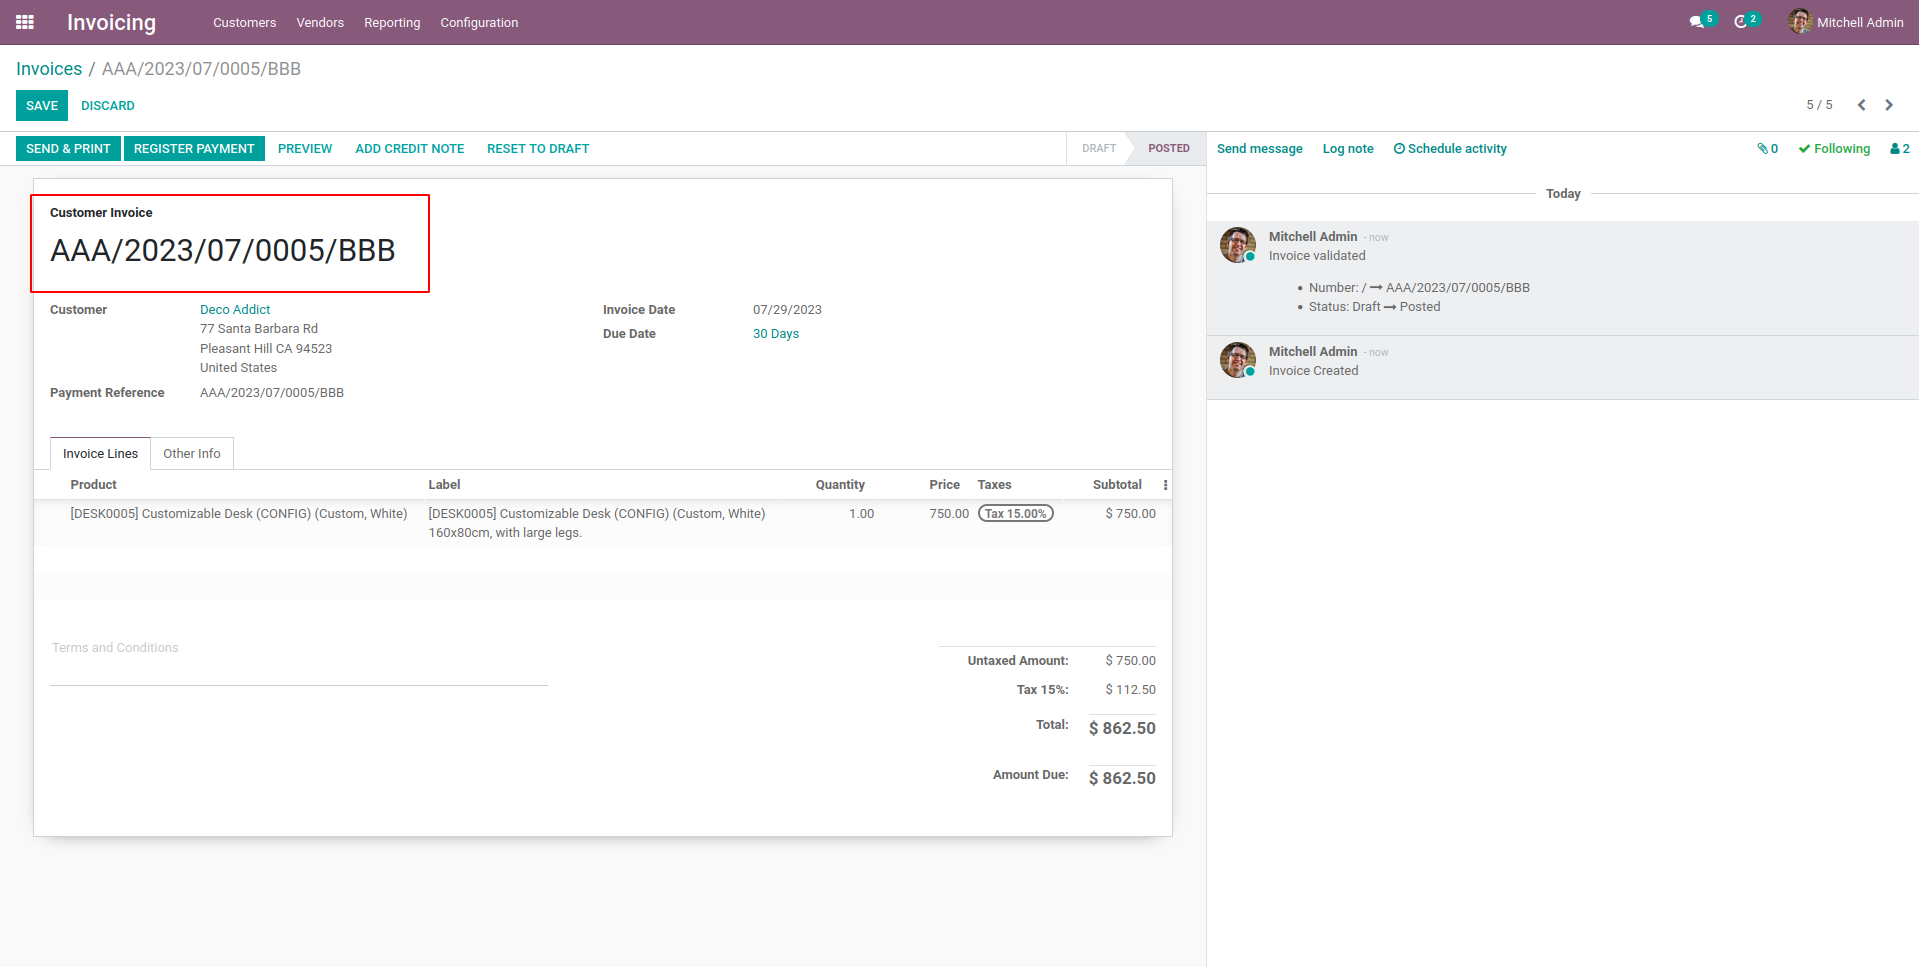 Invoicing Customers Vendors Reporting Configuration 5 2 Mitchell Admin
Invoices / AAA/2023/07/0005/BBB
SAVE DISCARD 5 / 5
SEND & PRINT REGISTER PAYMENT PREVIEW ADD CREDIT NOTE RESET TO DRAFT DRAFT POSTED
Send message Log note Schedule activity 0 Following 2
Customer Invoice
AAA/2023/07/0005/BBB
Customer Deco Addict
77 Santa Barbara Rd
Pleasant Hill CA 94523
United States
Invoice Date 07/29/2023
Due Date 30 Days
Payment Reference AAA/2023/07/0005/BBB
Invoice Lines Other Info
Product Label Quantity Price Taxes Subtotal
[DESK0005] Customizable Desk (CONFIG) (Custom, White) [DESK0005] Customizable Desk (CONFIG) (Custom, White) 1.00 750.00 Tax 15.00% $ 750.00
160x80cm, with large legs.
Terms and Conditions
Untaxed Amount: $ 750.00
Tax 15%: $ 112.50
Total: $ 862.50
Amount Due: $ 862.50
Today
Mitchell Admin - now
Invoice validated
• Number: / AAA/2023/07/0005/BBB
• Status: Draft Posted
Mitchell Admin - now
Invoice Created